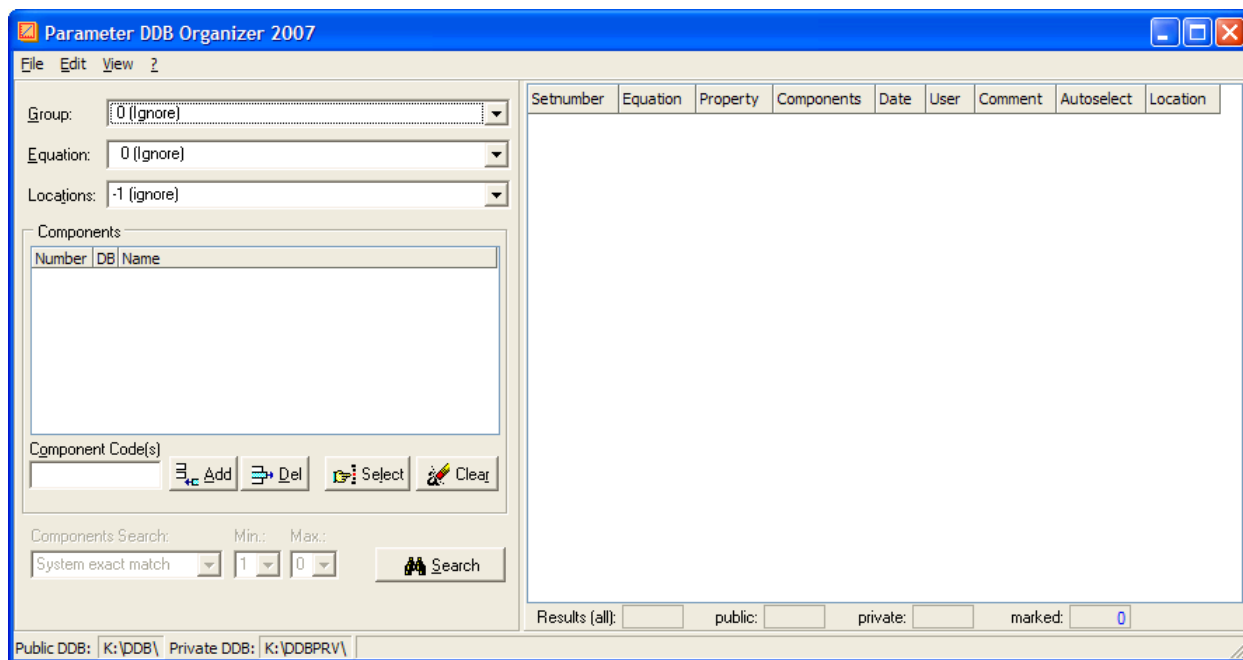 Parameter DDB Organizer 2007
File Edit View ?
Group: 0 (Ignore)
Equation: 0 (Ignore)
Locations: -1 (ignore)
Components
Number DB Name
Component Code(s)
Add Del Select Clear
Components Search: Min.: Max.:
System exact match 1 0 Search
Setnumber Equation Property Components Date User Comment Autoselect Location
Results (all): public: private: marked: 0
Public DDB: K:\DDB\ Private DDB: K:\DDBPRV\